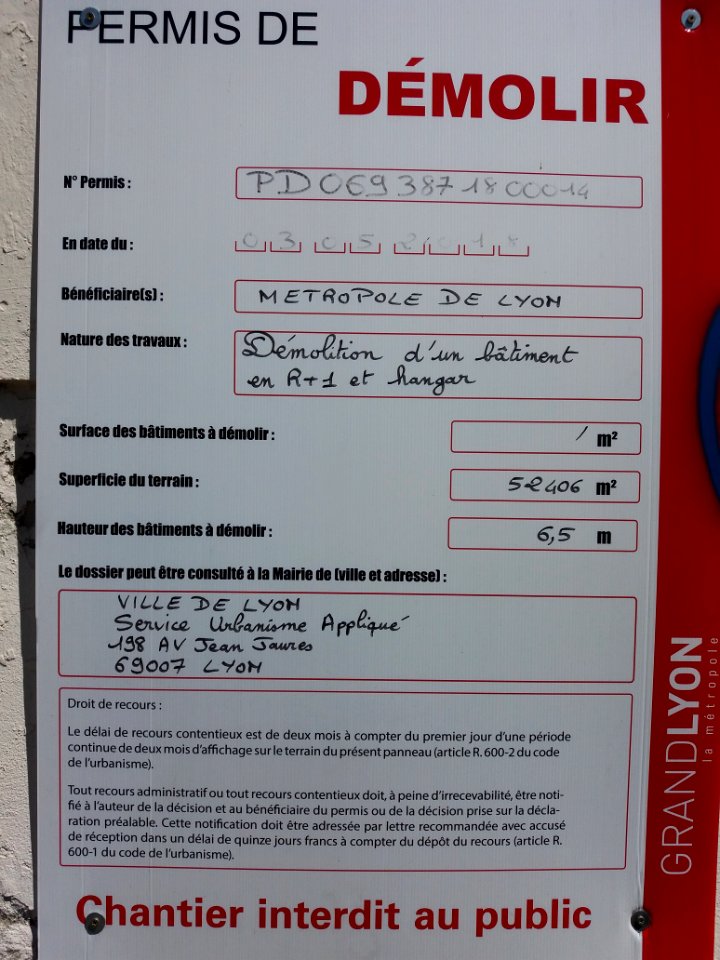 PERMIS DE
DÉMOLIR
N° Permis : PD 069 387 18 00014
En date du : 03 05 2018
Bénéficiaire(s) : METROPOLE DE LYON
Nature des travaux : Démolition d'un bâtiment
en R+1 et hangar
Surface des bâtiments à démolir : / m²
Superficie du terrain : 52406 m²
Hauteur des bâtiments à démolir : 6,5 m
Le dossier peut être consulté à la Mairie de (ville et adresse) :
VILLE DE LYON
Service Urbanisme Appliqué
198 AV Jean Jaures
69007 LYON
Droit de recours :
Le délai de recours contentieux est de deux mois à compter du premier jour d'une période
continue de deux mois d'affichage sur le terrain du présent panneau (article R. 600-2 du code
de l'urbanisme).
Tout recours administratif ou tout recours contentieux doit, à peine d'irrecevabilité, être noti-
fié à l'auteur de la décision et au bénéficiaire du permis ou de la décision prise sur la décla-
ration préalable. Cette notification doit être adressée par lettre recommandée avec accusé
de réception dans un délai de quinze jours francs à compter du dépôt du recours (article R.
600-1 du code de l'urbanisme).
Chantier interdit au public
GRANDLYON
la métropole